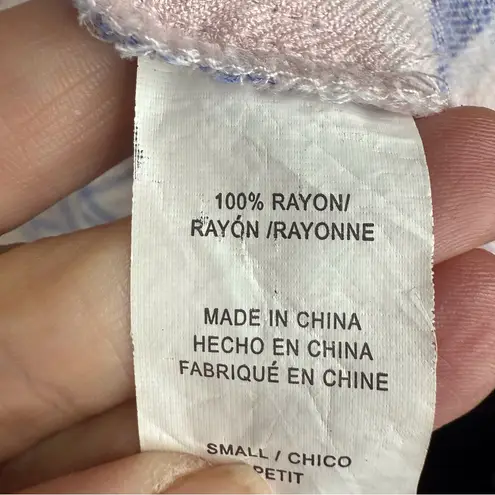 100% RAYON/
RAYÓN /RAYONNE
MADE IN CHINA
HECHO EN CHINA
FABRIQUÉ EN CHINE
SMALL / CHICO
PETIT